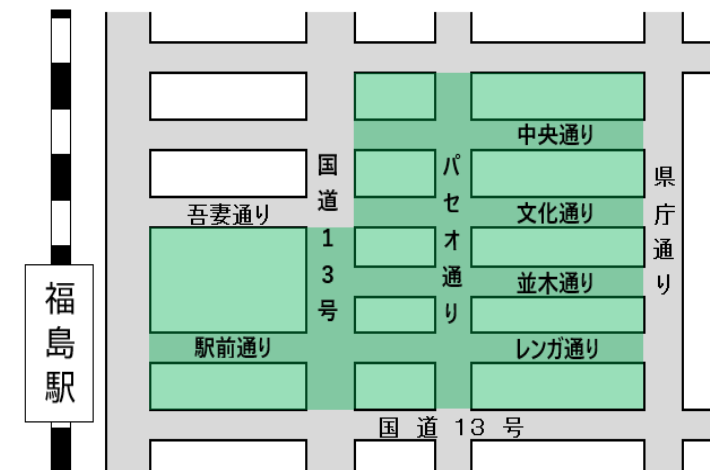 中央通り
国道13号
パセオ通り
県庁通り
吾妻通り
文化通り
並木通り
福島駅
駅前通り
レンガ通り
国道13号